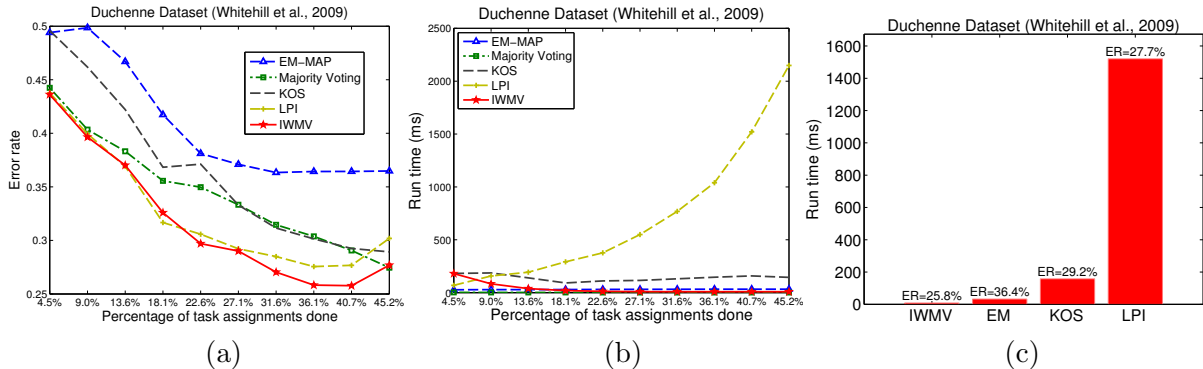 Duchenne Dataset (Whitehill et al., 2009)
0.5
0.45
0.4
0.35
0.3
0.25
Error rate
EM−MAP
Majority Voting
KOS
LPI
IWMV
4.5% 9.0% 13.6% 18.1% 22.6% 27.1% 31.6% 36.1% 40.7% 45.2%
Percentage of task assignments done
(a)
Duchenne Dataset (Whitehill et al., 2009)
2500
2000
1500
1000
500
0
Run time (ms)
EM−MAP
Majority Voting
KOS
LPI
IWMV
4.5% 9.0% 13.6% 18.1% 22.6% 27.1% 31.6% 36.1% 40.7% 45.2%
Percentage of task assignments done
(b)
Duchenne Dataset (Whitehill et al., 2009)
1600
1400
1200
1000
800
600
400
200
0
Run time (ms)
ER=25.8% ER=36.4% ER=29.2% ER=27.7%
IWMV EM KOS LPI
(c)